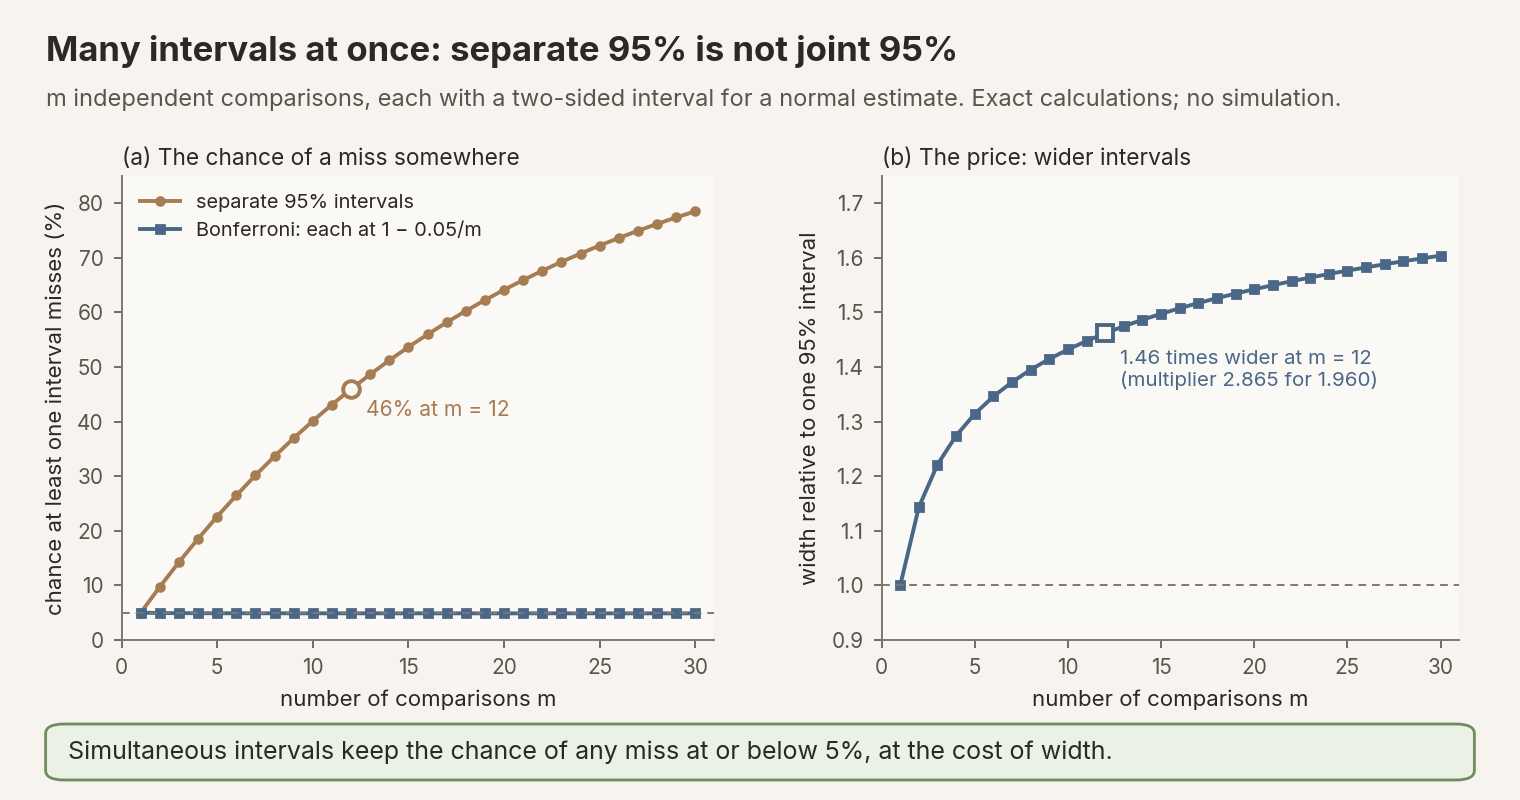 Many intervals at once: separate 95% is not joint 95%
m independent comparisons, each with a two-sided interval for a normal estimate. Exact calculations; no simulation.
(a) The chance of a miss somewhere
chance at least one interval misses (%)
80
70
60
50
40
30
20
10
0
separate 95% intervals
Bonferroni: each at 1 − 0.05/m
46% at m = 12
0 5 10 15 20 25 30
number of comparisons m
(b) The price: wider intervals
width relative to one 95% interval
1.7
1.6
1.5
1.4
1.3
1.2
1.1
1.0
0.9
1.46 times wider at m = 12
(multiplier 2.865 for 1.960)
0 5 10 15 20 25 30
number of comparisons m
Simultaneous intervals keep the chance of any miss at or below 5%, at the cost of width.